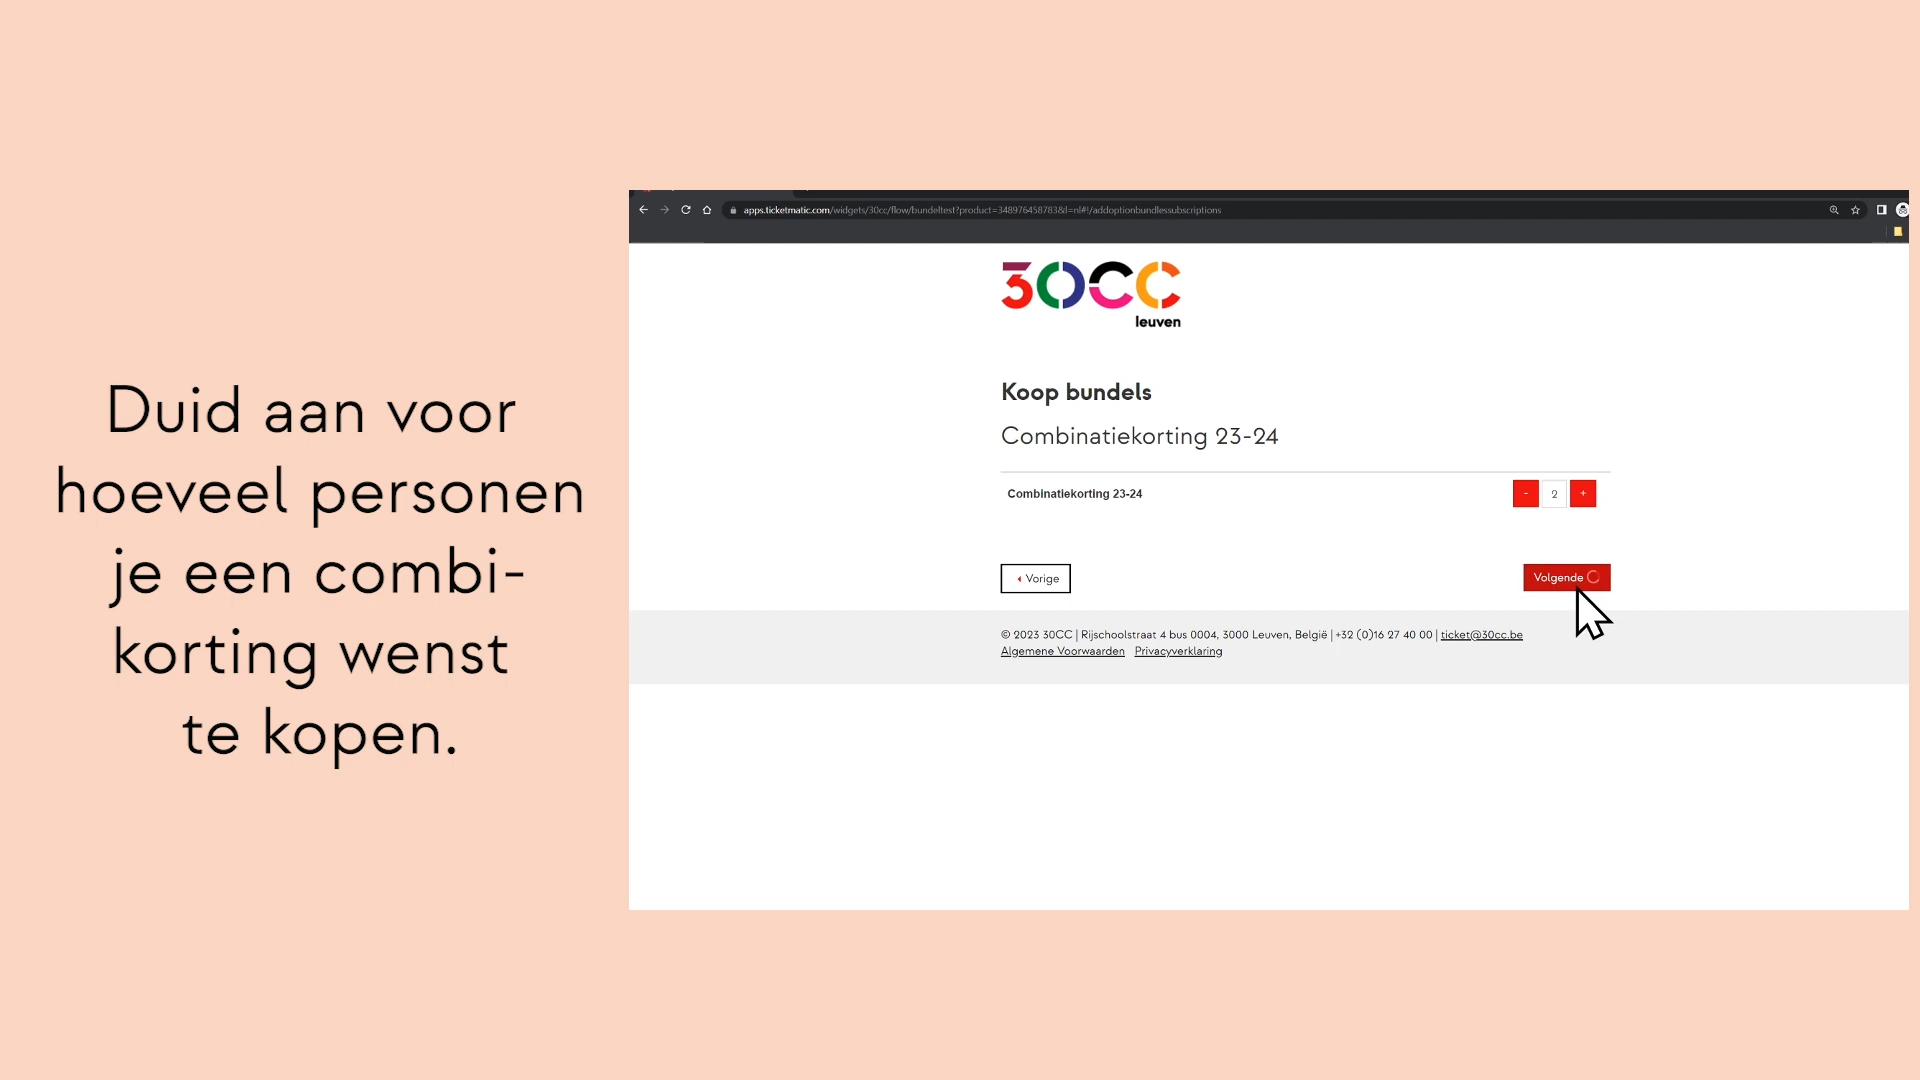 Duid aan voor
hoeveel personen
je een combi-
korting wenst
te kopen.
apps.ticketmatic.com/widgets/30cc/flow/bundeltest?product=348976458783&l=nl#!/addoptionbundlessubscriptions
30CC
leuven
Koop bundels
Combinatiekorting 23-24
Combinatiekorting 23-24
- 2 +
Vorige
Volgende
© 2023 30CC | Rijschoolstraat 4 bus 0004, 3000 Leuven, België | +32 (0)16 27 40 00 | ticket@30cc.be
Algemene Voorwaarden Privacyverklaring